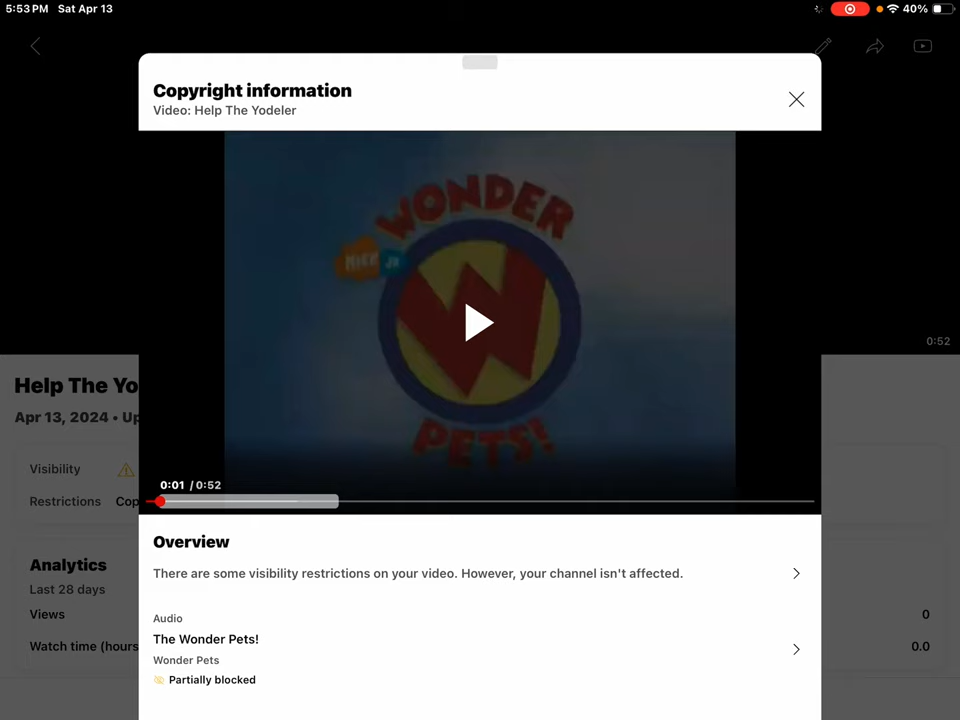 5:53 PM Sat Apr 13
40%
Copyright information
Video: Help The Yodeler
WONDER
NICK JR
W
PETS!
0:52
0:01 / 0:52
Help The Yo
Apr 13, 2024 • Up
Visibility
Restrictions Cop
Analytics
Last 28 days
Views 0
Watch time (hours 0.0
Overview
There are some visibility restrictions on your video. However, your channel isn't affected.
Audio
The Wonder Pets!
Wonder Pets
Partially blocked